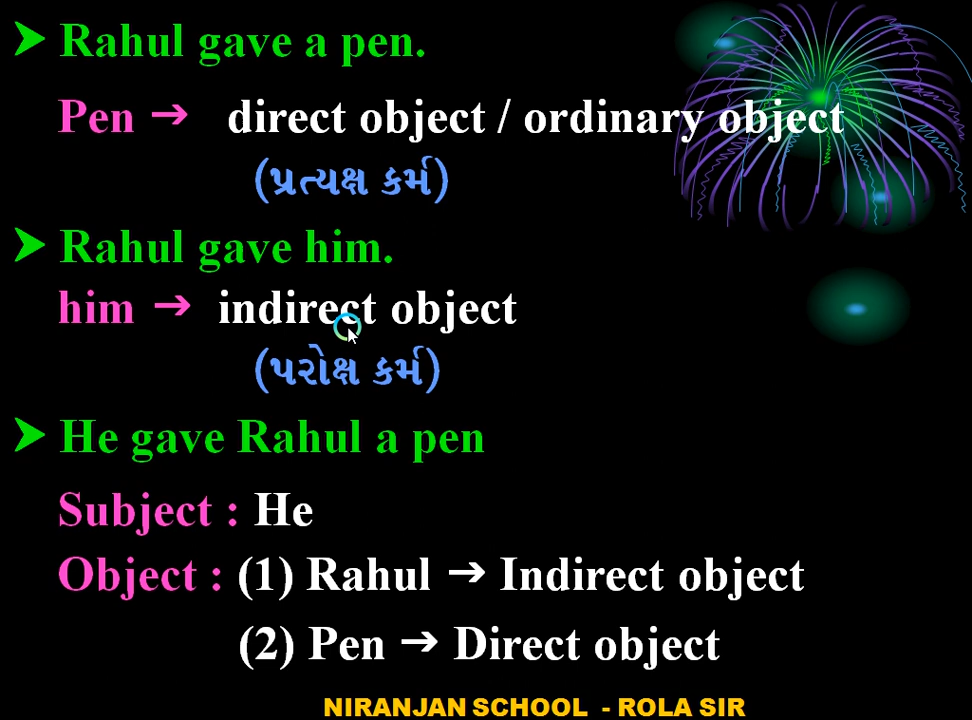 ➤ Rahul gave a pen.
Pen ➔ direct object / ordinary object
(પ્રત્યક્ષ કર્મ)
➤ Rahul gave him.
him ➔ indirect object
(પરોક્ષ કર્મ)
➤ He gave Rahul a pen
Subject : He
Object : (1) Rahul ➔ Indirect object
(2) Pen ➔ Direct object
NIRANJAN SCHOOL - ROLA SIR